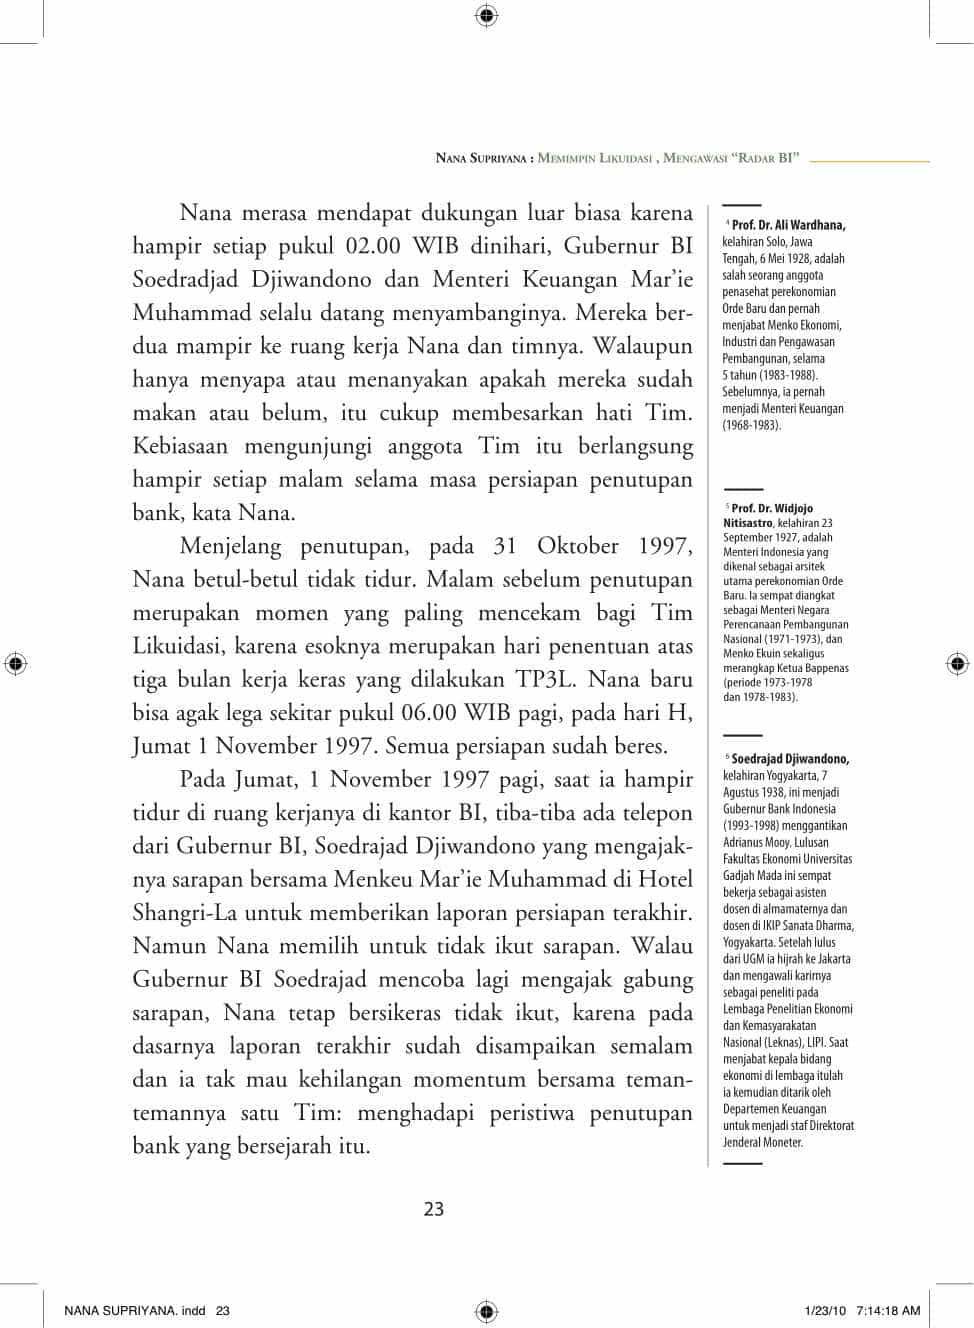 NANA SUPRIYANA : MEMIMPIN LIKUIDASI , MENGAWASI “RADAR BI”
Nana merasa mendapat dukungan luar biasa karena
hampir setiap pukul 02.00 WIB dinihari, Gubernur BI
Soedradjad Djiwandono dan Menteri Keuangan Mar’ie
Muhammad selalu datang menyambanginya. Mereka ber-
dua mampir ke ruang kerja Nana dan timnya. Walaupun
hanya menyapa atau menanyakan apakah mereka sudah
makan atau belum, itu cukup membesarkan hati Tim.
Kebiasaan mengunjungi anggota Tim itu berlangsung
hampir setiap malam selama masa persiapan penutupan
bank, kata Nana.
Menjelang penutupan, pada 31 Oktober 1997,
Nana betul-betul tidak tidur. Malam sebelum penutupan
merupakan momen yang paling mencekam bagi Tim
Likuidasi, karena esoknya merupakan hari penentuan atas
tiga bulan kerja keras yang dilakukan TP3L. Nana baru
bisa agak lega sekitar pukul 06.00 WIB pagi, pada hari H,
Jumat 1 November 1997. Semua persiapan sudah beres.
Pada Jumat, 1 November 1997 pagi, saat ia hampir
tidur di ruang kerjanya di kantor BI, tiba-tiba ada telepon
dari Gubernur BI, Soedrajad Djiwandono yang mengajak-
nya sarapan bersama Menkeu Mar’ie Muhammad di Hotel
Shangri-La untuk memberikan laporan persiapan terakhir.
Namun Nana memilih untuk tidak ikut sarapan. Walau
Gubernur BI Soedrajad mencoba lagi mengajak gabung
sarapan, Nana tetap bersikeras tidak ikut, karena pada
dasarnya laporan terakhir sudah disampaikan semalam
dan ia tak mau kehilangan momentum bersama teman-
temannya satu Tim: menghadapi peristiwa penutupan
bank yang bersejarah itu.
4 Prof. Dr. Ali Wardhana,
kelahiran Solo, Jawa
Tengah, 6 Mei 1928, adalah
salah seorang anggota
penasehat perekonomian
Orde Baru dan pernah
menjabat Menko Ekonomi,
Industri dan Pengawasan
Pembangunan, selama
5 tahun (1983-1988).
Sebelumnya, ia pernah
menjadi Menteri Keuangan
(1968-1983).
5 Prof. Dr. Widjojo
Nitisastro, kelahiran 23
September 1927, adalah
Menteri Indonesia yang
dikenal sebagai arsitek
utama perekonomian Orde
Baru. Ia sempat diangkat
sebagai Menteri Negara
Perencanaan Pembangunan
Nasional (1971-1973), dan
Menko Ekuin sekaligus
merangkap Ketua Bappenas
(periode 1973-1978
dan 1978-1983).
6 Soedrajad Djiwandono,
kelahiran Yogyakarta, 7
Agustus 1938, ini menjadi
Gubernur Bank Indonesia
(1993-1998) menggantikan
Adrianus Mooy. Lulusan
Fakultas Ekonomi Universitas
Gadjah Mada ini sempat
bekerja sebagai asisten
dosen di almamaternya dan
dosen di IKIP Sanata Dharma,
Yogyakarta. Setelah lulus
dari UGM ia hijrah ke Jakarta
dan mengawali karirnya
sebagai peneliti pada
Lembaga Penelitian Ekonomi
dan Kemasyarakatan
Nasional (Leknas), LIPI. Saat
menjabat kepala bidang
ekonomi di lembaga itulah
ia kemudian ditarik oleh
Departemen Keuangan
untuk menjadi staf Direktorat
Jenderal Moneter.
23
NANA SUPRIYANA. indd 23
1/23/10 7:14:18 AM